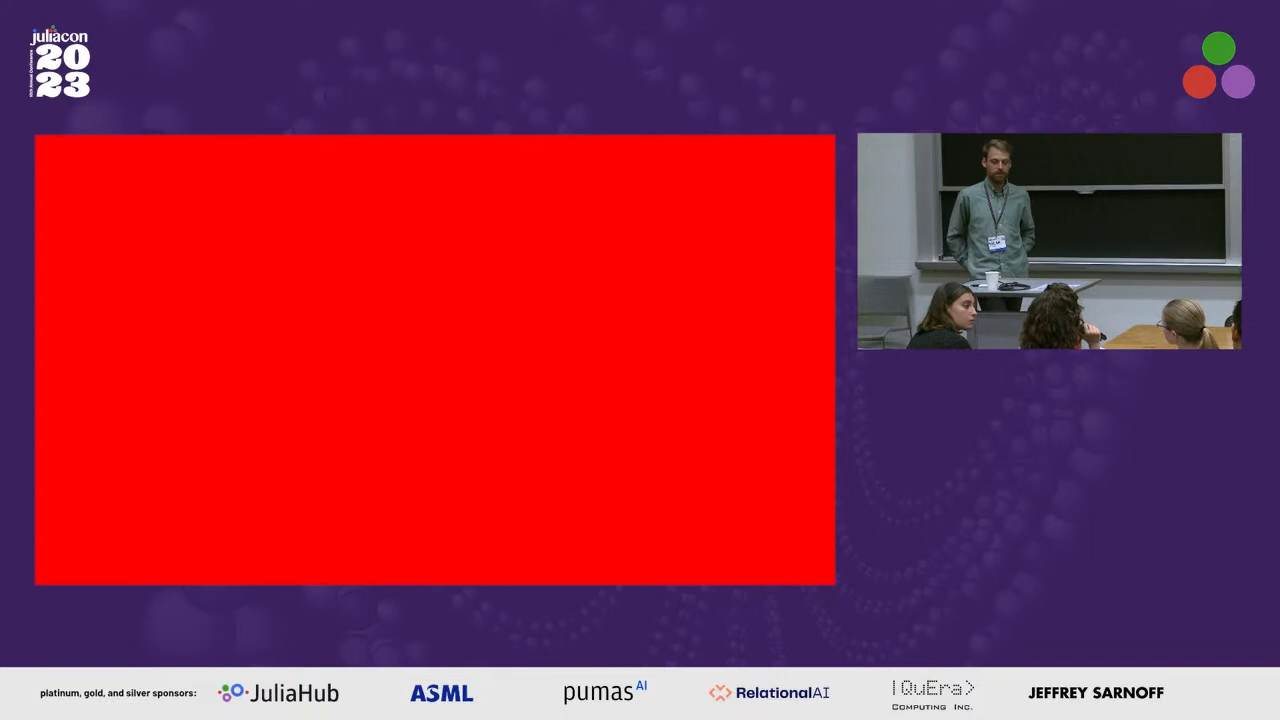 juliacon
20
23
platinum, gold, and silver sponsors:
JuliaHub
ASML
pumas AI
RelationalAI
|QuEra>
COMPUTING INC.
JEFFREY SARNOFF